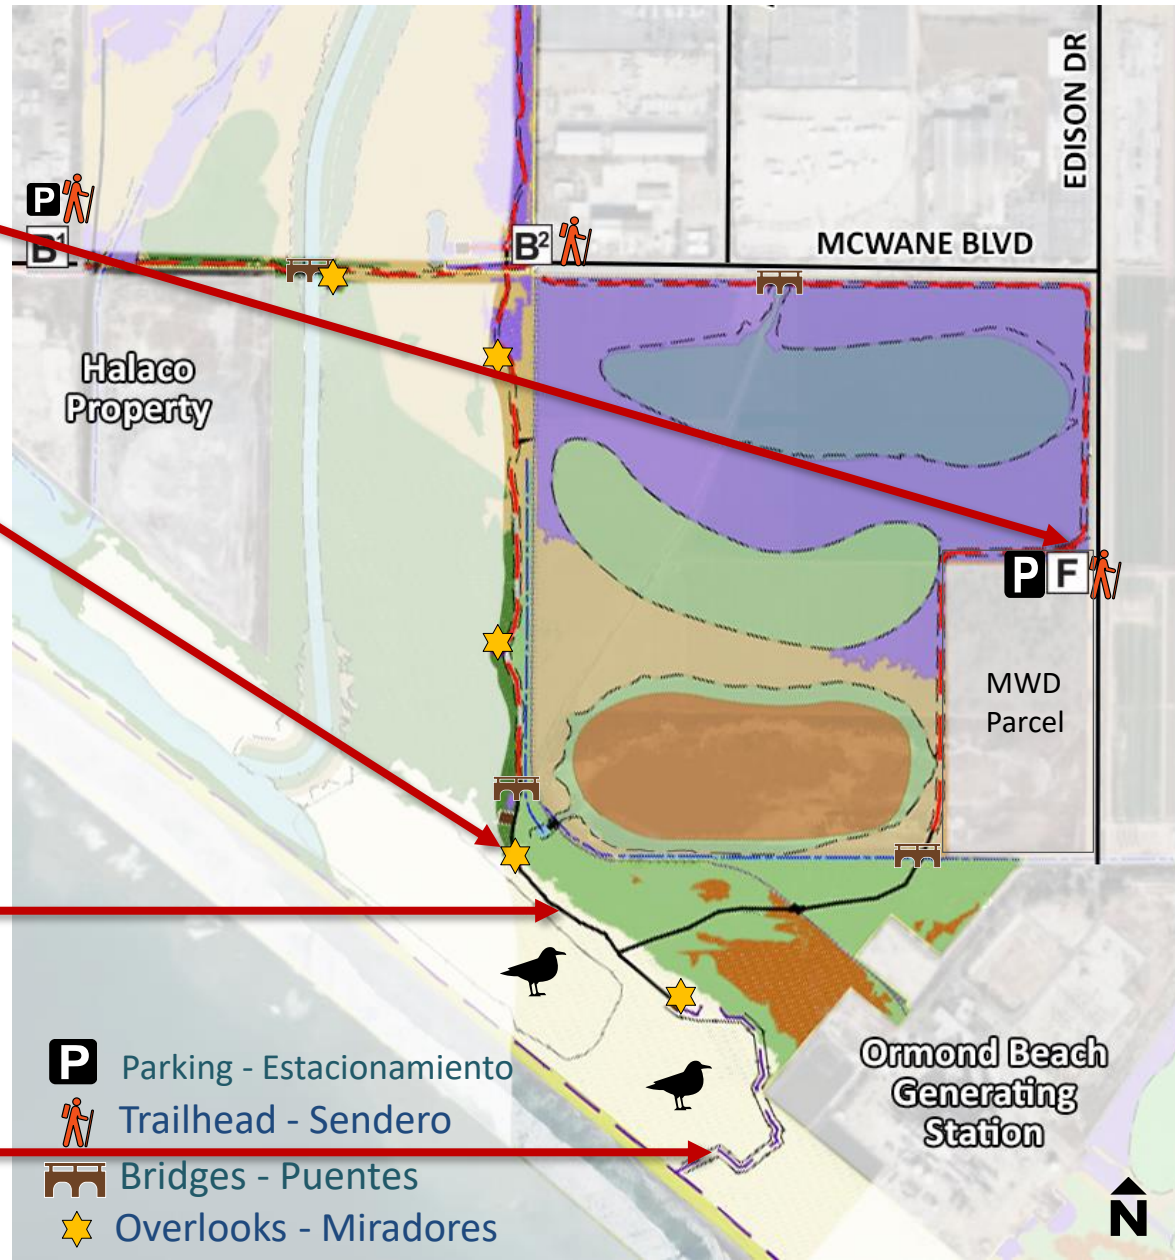 EDISON DR
P
B1
B2
MCWANE BLVD
Halaco
Property
P F
MWD
Parcel
Ormond Beach
Generating
Station
P Parking - Estacionamiento
Trailhead - Sendero
Bridges - Puentes
Overlooks - Miradores
N